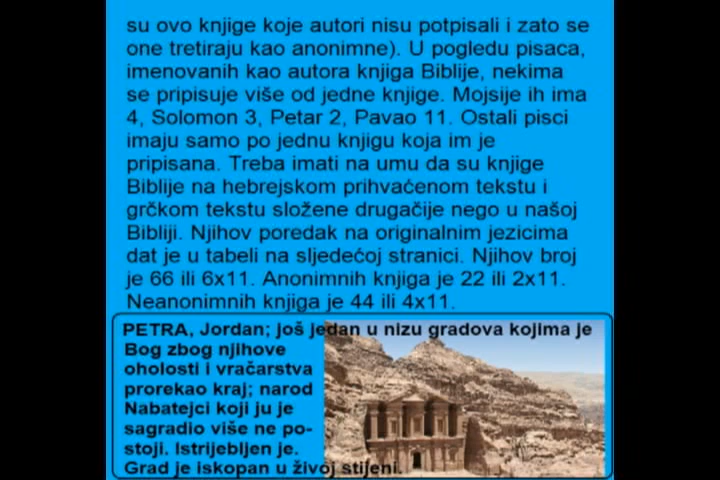 su ovo knjige koje autori nisu potpisali i zato se
one tretiraju kao anonimne). U pogledu pisaca,
imenovanih kao autora knjiga Biblije, nekima
se pripisuje više od jedne knjige. Mojsije ih ima
4, Solomon 3, Petar 2, Pavao 11. Ostali pisci
imaju samo po jednu knjigu koja im je
pripisana. Treba imati na umu da su knjige
Biblije na hebrejskom prihvaćenom tekstu i
grčkom tekstu složene drugačije nego u našoj
Bibliji. Njihov poredak na originalnim jezicima
dat je u tabeli na sljedećoj stranici. Njihov broj
je 66 ili 6x11. Anonimnih knjiga je 22 ili 2x11.
Neanonimnih knjiga je 44 ili 4x11.
PETRA, Jordan; još jedan u nizu gradova kojima je
Bog zbog njihove
oholosti i vračarstva
prorekao kraj; narod
Nabatejci koji ju je
sagradio više ne po-
stoji. Istrijebljen je.
Grad je iskopan u živoj stijeni.